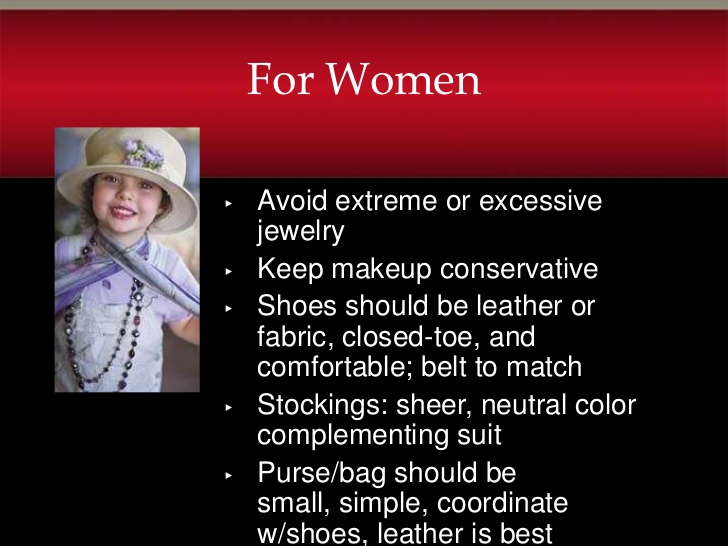 For Women
Avoid extreme or excessive
jewelry
Keep makeup conservative
Shoes should be leather or
fabric, closed-toe, and
comfortable; belt to match
Stockings: sheer, neutral color
complementing suit
Purse/bag should be
small, simple, coordinate
w/shoes, leather is best